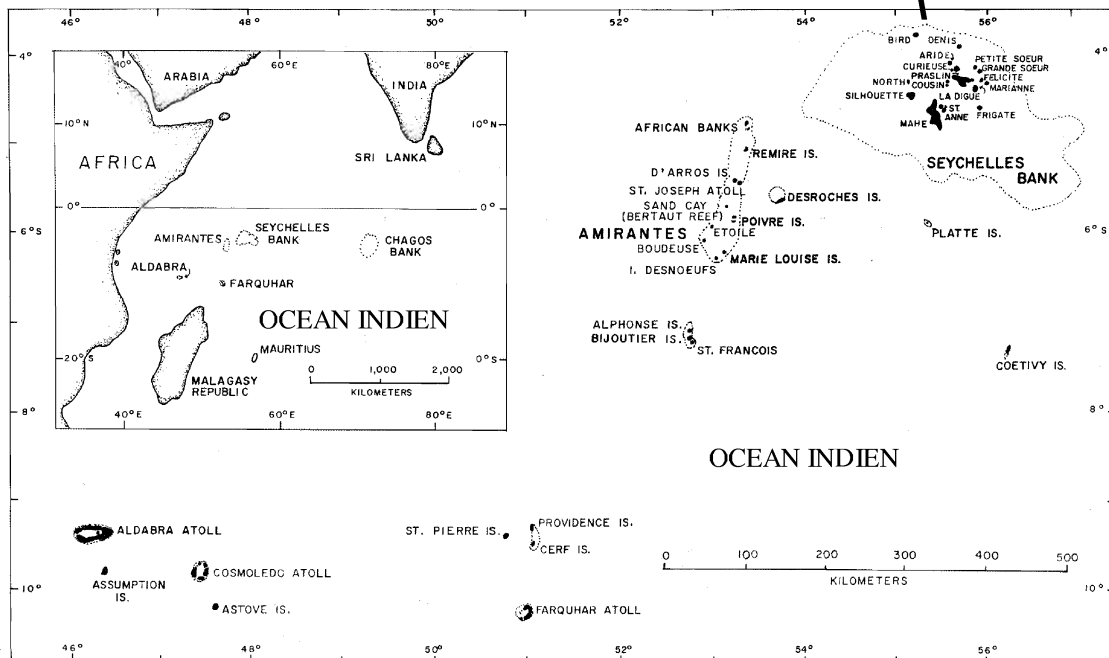 46° 48° 50° 52° 54° 56°
4° 4°
40° 60° 80°
ARABIA
INDIA
10°N 10°N
AFRICA
SRI LANKA
0° 0°
SEYCHELLES
BANK
AMIRANTES
CHAGOS
BANK
ALDABRA
FARQUHAR
OCEAN INDIEN
MAURITIUS
20°S 0°S
0 1,000 2,000
KILOMETERS
MALAGASY
REPUBLIC
40°E 60°E 80°E
BIRD
DENIS
ARIDE
CURIEUSE
PRASLIN
COUSIN
NORTH
SILHOUETTE
PETITE SOEUR
GRANDE SOEUR
FELICITE
MARIANNE
LA DIGUE
ST.
ANNE
FRIGATE
MAHE
SEYCHELLES
BANK
AFRICAN BANKS
REMIRE IS.
D'ARROS IS.
ST. JOSEPH ATOLL
SAND CAY
(BERTAUT REEF)
DESROCHES IS.
POIVRE IS.
ETOILE
AMIRANTES
BOUDEUSE
MARIE LOUISE IS.
I. DESNOEUFS
PLATTE IS.
6° 6° S
ALPHONSE IS.
BIJOUTIER IS.
ST. FRANCOIS
COETIVY IS.
8° 8°
OCEAN INDIEN
ALDABRA ATOLL
ST. PIERRE IS.
PROVIDENCE IS.
CERF IS.
ASSUMPTION
IS.
COSMOLEDO ATOLL
ASTOVE IS.
FARQUHAR ATOLL
0 100 200 300 400 500
KILOMETERS
10° 10°
46° 48° 50° 52° 54° 56°